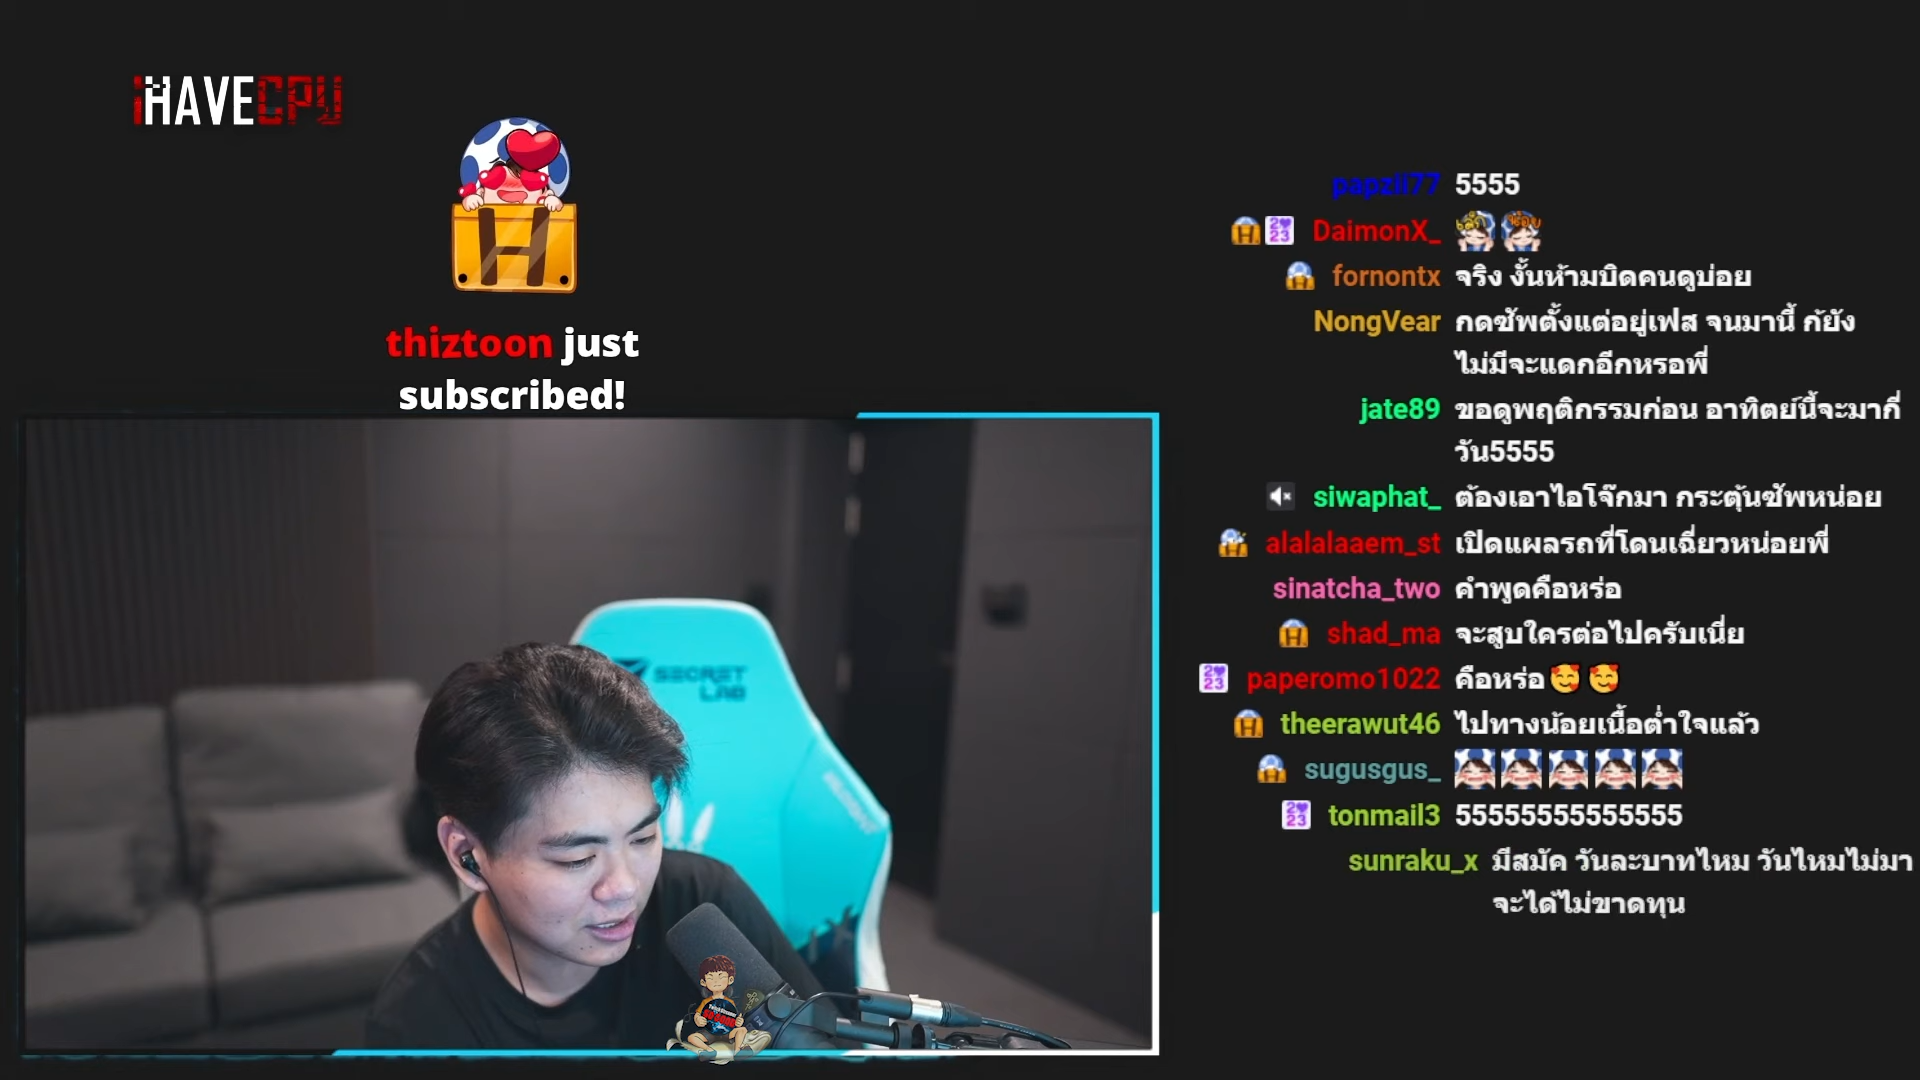 iHAVECPU
thiztoon just
subscribed!
SECRET
LAB
papzii77 5555
DaimonX_
fornontx จริง งั้นห้ามบิดคนดูบ่อย
NongVear กดซัพตั้งแต่อยู่เฟส จนมานี้ ก้ยัง
ไม่มีจะแดกอีกหรอพี่
jate89 ขอดูพฤติกรรมก่อน อาทิตย์นี้จะมากี่
วัน5555
siwaphat_ ต้องเอาไอโจ๊กมา กระตุ้นซัพหน่อย
alalalaaem_st เปิดแผลรถที่โดนเฉี่ยวหน่อยพี่
sinatcha_two คำพูดคือหร่อ
shad_ma จะสูบใครต่อไปครับเนี่ย
paperomo1022 คือหร่อ🥰 🥰
theerawut46 ไปทางน้อยเนื้อต่ำใจแล้ว
sugusgus_
tonmail3 55555555555555
sunraku_x มีสมัค วันละบาทไหม วันไหมไม่มา
จะได้ไม่ขาดทุน